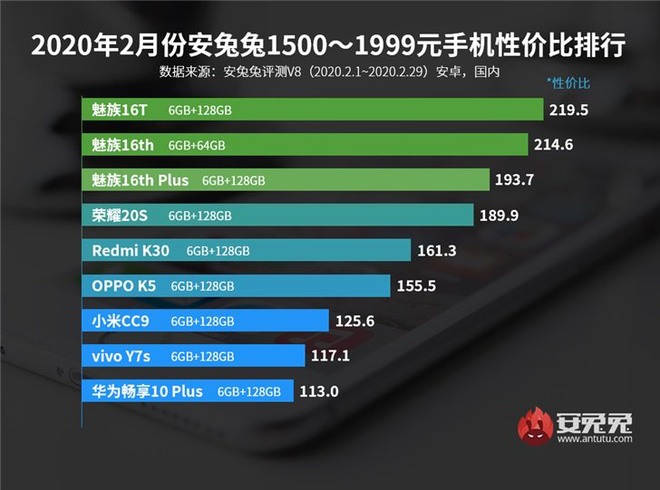 2020年2月份安兔兔1500～1999元手机性价比排行
数据来源：安兔兔评测V8（2020.2.1~2020.2.29）安卓，国内
*性价比
魅族16T 6GB+128GB 219.5
魅族16th 6GB+64GB 214.6
魅族16th Plus 6GB+128GB 193.7
荣耀20S 6GB+128GB 189.9
Redmi K30 6GB+128GB 161.3
OPPO K5 6GB+128GB 155.5
小米CC9 6GB+128GB 125.6
vivo Y7s 6GB+128GB 117.1
华为畅享10 Plus 6GB+128GB 113.0
安兔兔
www.antutu.com